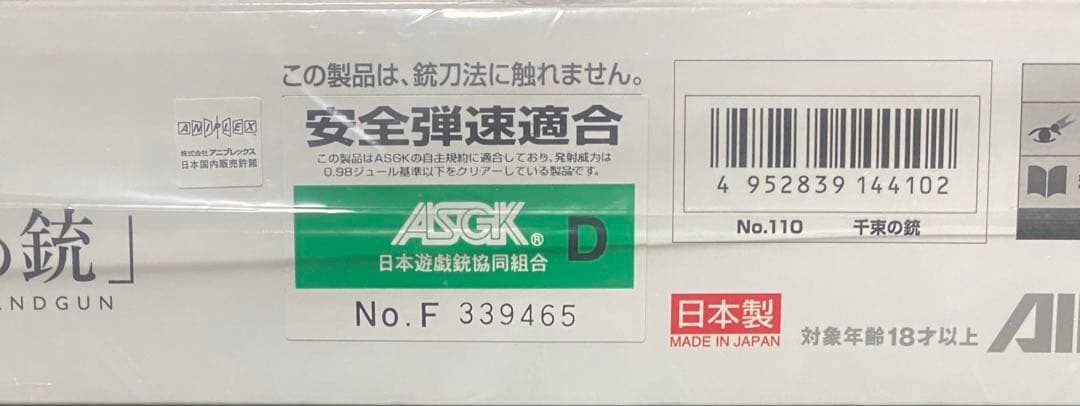 この製品は、銃刀法に触れません。
ANIPLEX
株式会社 アニプレックス
日本国内販売許諾
安全弾速適合
この製品はASGKの自主規約に適合しており、発射威力は
0.98ジュール基準以下をクリアーしている製品です。
ASGK® D
日本遊戯銃協同組合
No.F 339465
4 952839 144102
No.110 千束の銃
の銃」
ANDGUN
日本製
MADE IN JAPAN
対象年齢18才以上